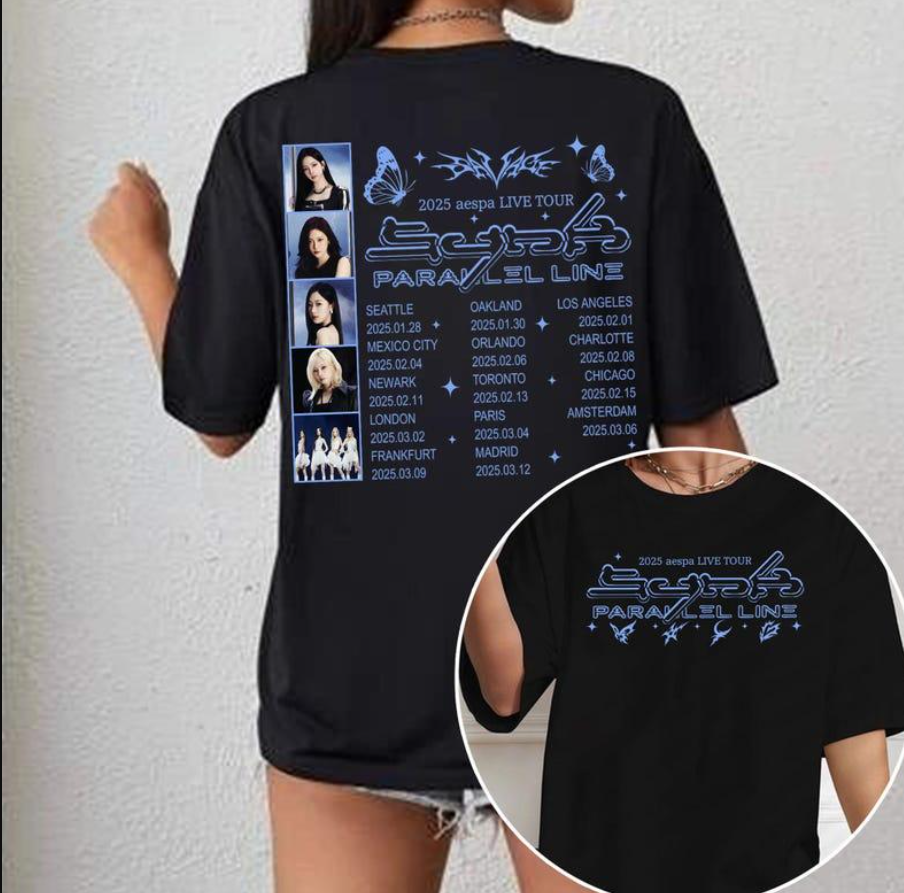 SAVAGE
2025 aespa LIVE TOUR
SYNK
PARALLEL LINE
SEATTLE OAKLAND LOS ANGELES
2025.01.28 2025.01.30 2025.02.01
MEXICO CITY ORLANDO CHARLOTTE
2025.02.04 2025.02.06 2025.02.08
NEWARK TORONTO CHICAGO
2025.02.11 2025.02.13 2025.02.15
LONDON PARIS AMSTERDAM
2025.03.02 2025.03.04 2025.03.06
FRANKFURT MADRID
2025.03.09 2025.03.12
2025 aespa LIVE TOUR
SYNK
PARALLEL LINE